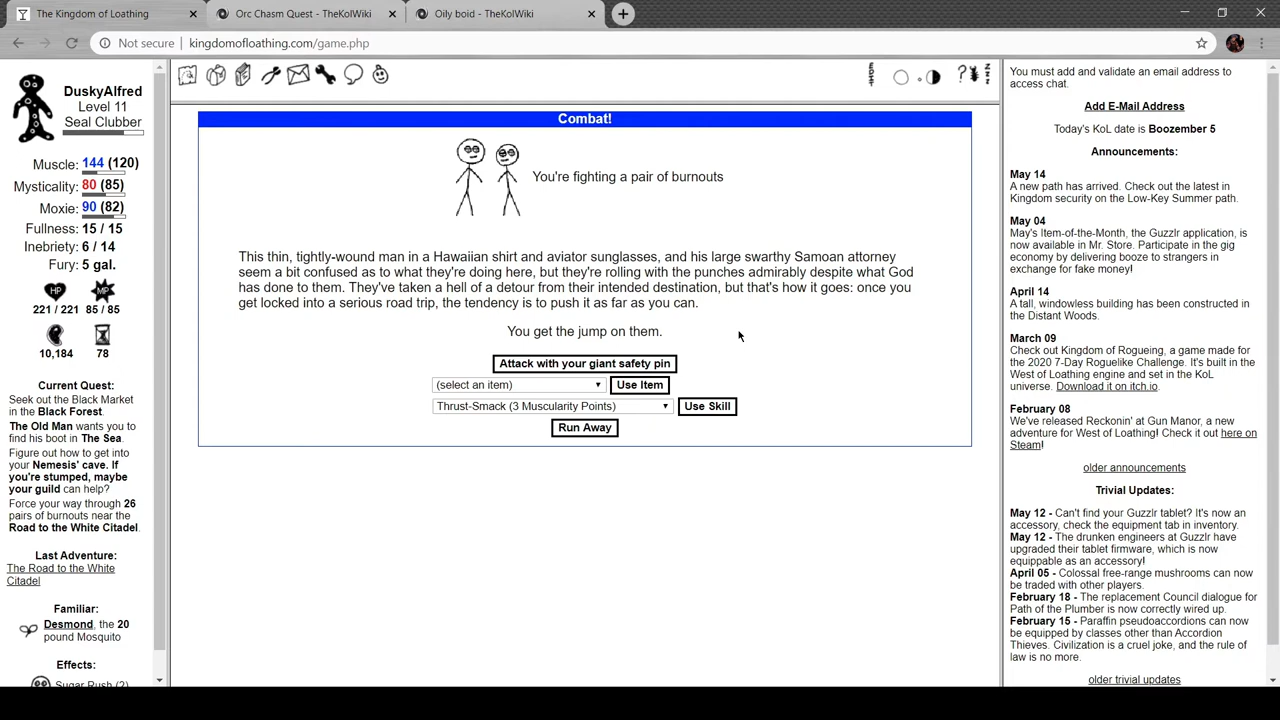 The Kingdom of Loathing
Orc Chasm Quest - TheKolWiki
Oily boid - TheKolWiki
Not secure
kingdomofloathing.com/game.php
DuskyAlfred
Level 11
Seal Clubber
Muscle: 144 (120)
Mysticality: 80 (85)
Moxie: 90 (82)
Fullness: 15 / 15
Inebriety: 6 / 14
Fury: 5 gal.
HP MP
221 / 221 85 / 85
10,184 78
Current Quest:
Seek out the Black Market
in the Black Forest.
The Old Man wants you to
find his boot in The Sea.
Figure out how to get into
your Nemesis' cave. If
you're stumped, maybe
your guild can help?
Force your way through 26
pairs of burnouts near the
Road to the White Citadel.
Last Adventure:
The Road to the White
Citadel
Familiar:
Desmond, the 20
pound Mosquito
Effects:
Sugar Rush (2)
Combat!
You're fighting a pair of burnouts
This thin, tightly-wound man in a Hawaiian shirt and aviator sunglasses, and his large swarthy Samoan attorney
seem a bit confused as to what they're doing here, but they're rolling with the punches admirably despite what God
has done to them. They've taken a hell of a detour from their intended destination, but that's how it goes: once you
get locked into a serious road trip, the tendency is to push it as far as you can.
You get the jump on them.
Attack with your giant safety pin
(select an item) Use Item
Thrust-Smack (3 Muscularity Points) Use Skill
Run Away
You must add and validate an email address to
access chat.
Add E-Mail Address
Today's KoL date is Boozember 5
Announcements:
May 14
A new path has arrived. Check out the latest in
Kingdom security on the Low-Key Summer path.
May 04
May's Item-of-the-Month, the Guzzlr application, is
now available in Mr. Store. Participate in the gig
economy by delivering booze to strangers in
exchange for fake money!
April 14
A tall, windowless building has been constructed in
the Distant Woods.
March 09
Check out Kingdom of Rogueing, a game made for
the 2020 7-Day Roguelike Challenge. It's built in the
West of Loathing engine and set in the KoL
universe. Download it on itch.io.
February 08
We've released Reckonin' at Gun Manor, a new
adventure for West of Loathing! Check it out here on
Steam!
older announcements
Trivial Updates:
May 12 - Can't find your Guzzlr tablet? It's now an
accessory, check the equipment tab in inventory.
May 12 - The drunken engineers at Guzzlr have
upgraded their tablet firmware, which is now
equippable as an accessory!
April 05 - Colossal free-range mushrooms can now
be traded with other players.
February 18 - The replacement Council dialogue for
Path of the Plumber is now correctly wired up.
February 15 - Paraffin pseudoaccordions can now
be equipped by classes other than Accordion
Thieves. Civilization is a cruel joke, and the rule of
law is no more.
older trivial updates